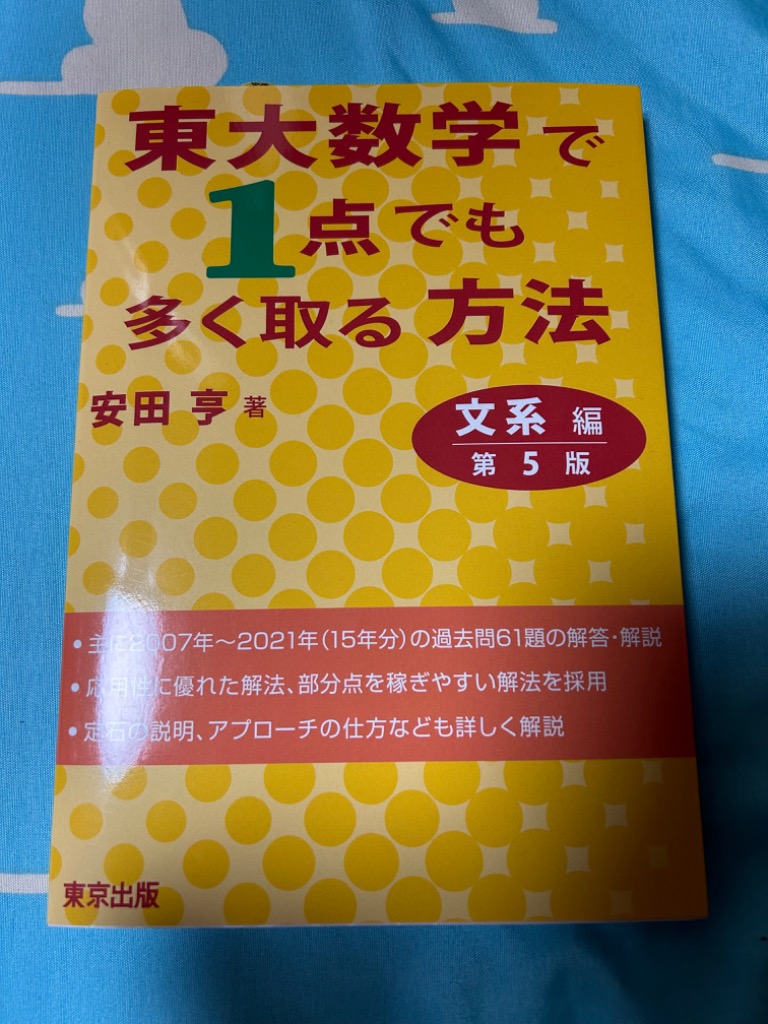 東大数学で
1点でも
多く取る方法
安田 亨 著
文系 編
第 5 版
• 主に2007年〜2021年(15年分)の過去問61題の解答・解説
• 応用性に優れた解法、部分点を稼ぎやすい解法を採用
• 定石の説明、アプローチの仕方なども詳しく解説
東京出版